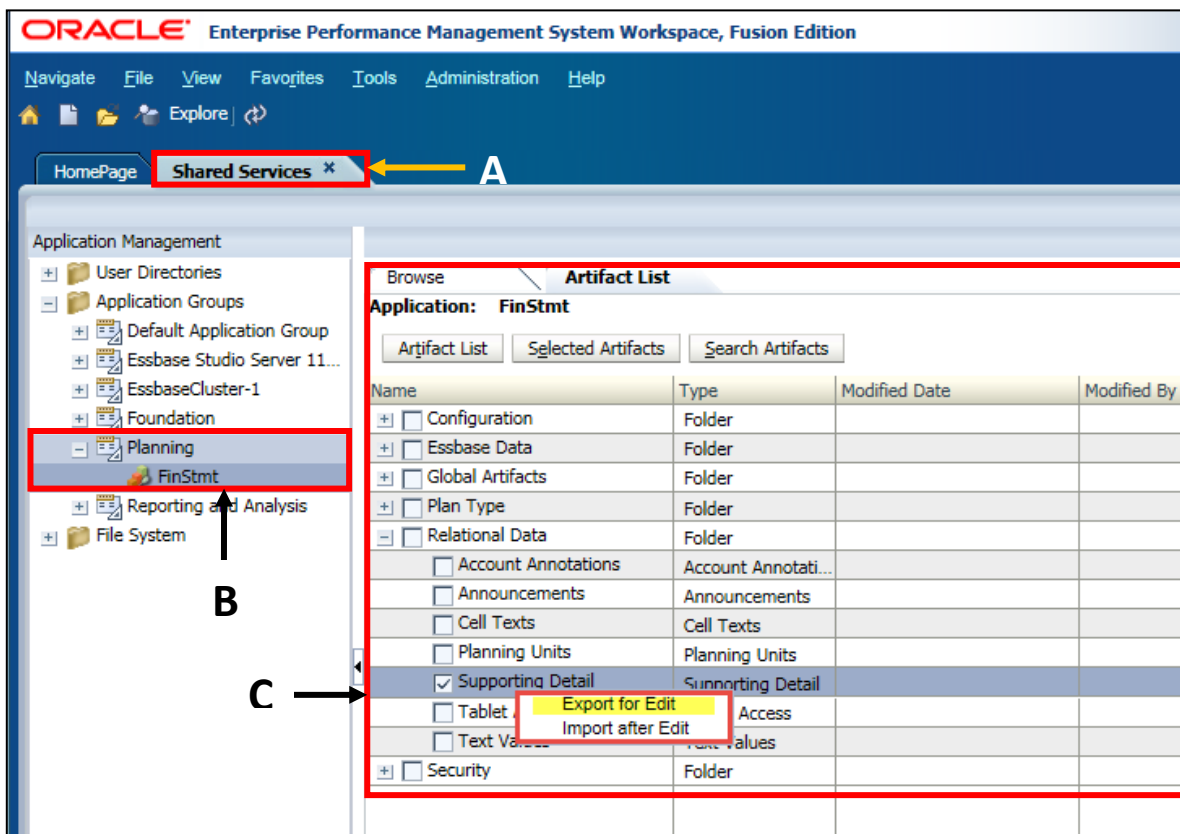 ORACLE Enterprise Performance Management System Workspace, Fusion Edition
Navigate File View Favorites Tools Administration Help
Explore
HomePage Shared Services × A
Application Management
User Directories
Application Groups
Default Application Group
Essbase Studio Server 11...
EssbaseCluster-1
Foundation
Planning
FinStmt
Reporting and Analysis
File System
B
C
Browse Artifact List
Application: FinStmt
Artifact List Selected Artifacts Search Artifacts
Name Type Modified Date Modified By
Configuration Folder
Essbase Data Folder
Global Artifacts Folder
Plan Type Folder
Relational Data Folder
Account Annotations Account Annotati...
Announcements Announcements
Cell Texts Cell Texts
Planning Units Planning Units
Supporting Detail Supporting Detail
Export for Edit
Tablet Access
Import after Edit
Text Values Text Values
Security Folder